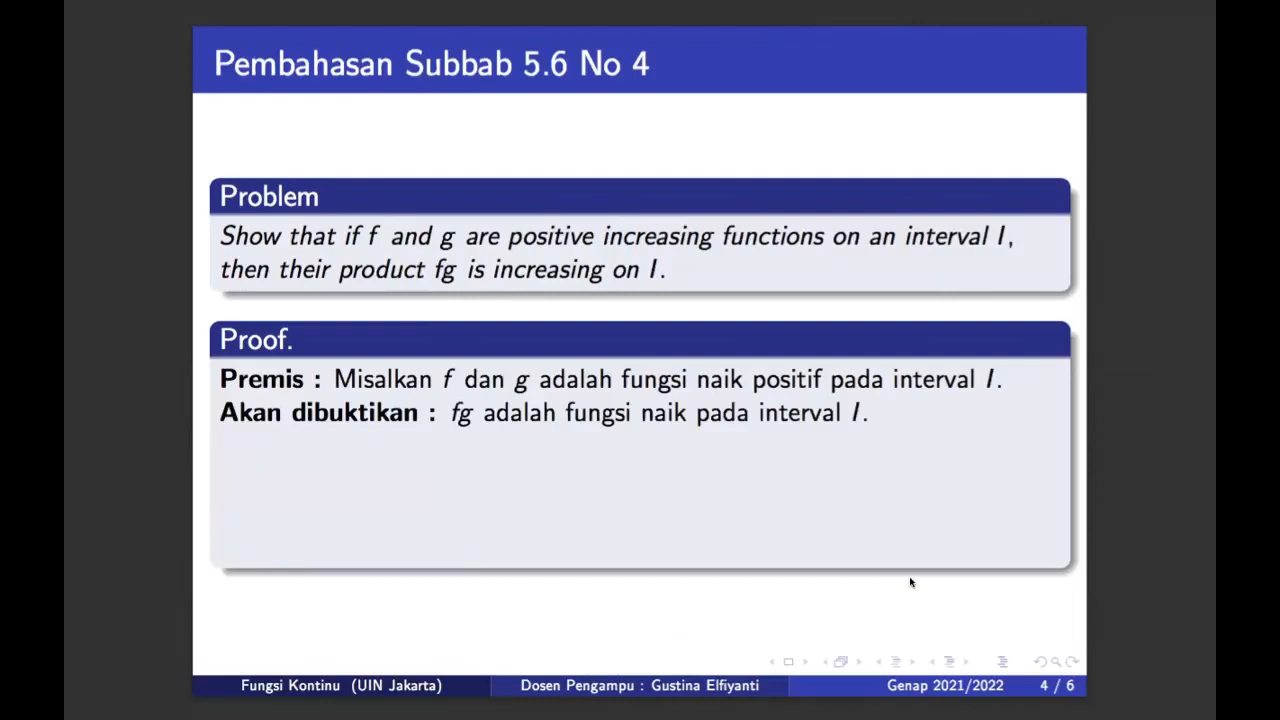 Pembahasan Subbab 5.6 No 4
Problem
Show that if f and g are positive increasing functions on an interval I,
then their product fg is increasing on I.
Proof.
Premis : Misalkan f dan g adalah fungsi naik positif pada interval I.
Akan dibuktikan : fg adalah fungsi naik pada interval I.
Fungsi Kontinu (UIN Jakarta) Dosen Pengampu : Gustina Elfiyanti Genap 2021/2022 4 / 6